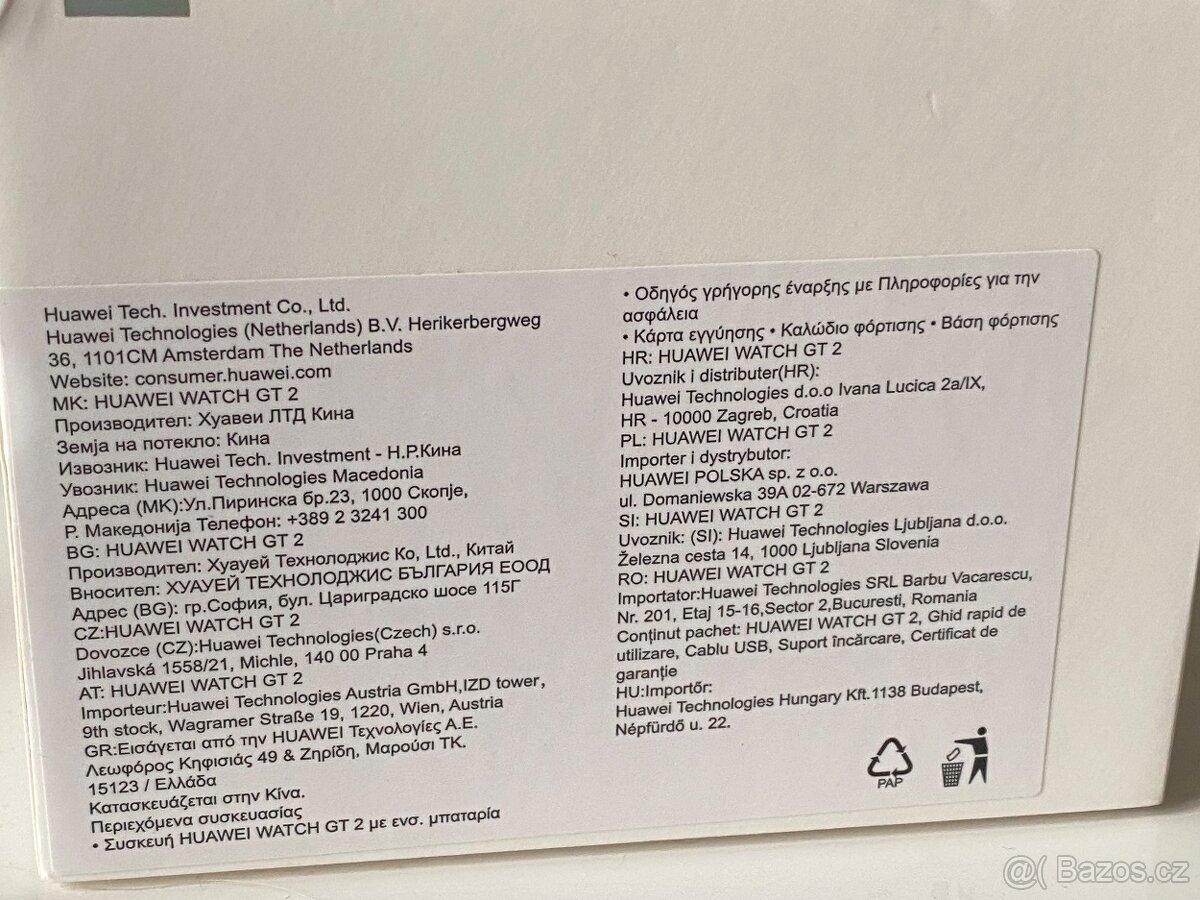 Huawei Tech. Investment Co., Ltd.
Huawei Technologies (Netherlands) B.V. Herikerbergweg
36, 1101CM Amsterdam The Netherlands
Website: consumer.huawei.com
MK: HUAWEI WATCH GT 2
Производител: Хуавеи ЛТД Кина
Земја на потекло: Кина
Извозник: Huawei Tech. Investment - Н.Р.Кина
Увозник: Huawei Technologies Macedonia
Адреса (МК):Ул.Пиринска бр.23, 1000 Скопје,
Р. Македонија Телефон: +389 2 3241 300
BG: HUAWEI WATCH GT 2
Производител: Хуауей Технолоджис Ко, Ltd., Китай
Вносител: ХУАУЕЙ ТЕХНОЛОДЖИС БЪЛГАРИЯ ЕООД
Адрес (BG): гр.София, бул. Цариградско шосе 115Г
CZ:HUAWEI WATCH GT 2
Dovozce (CZ):Huawei Technologies(Czech) s.r.o.
Jihlavská 1558/21, Michle, 140 00 Praha 4
AT: HUAWEI WATCH GT 2
Importeur:Huawei Technologies Austria GmbH,IZD tower,
9th stock, Wagramer Straße 19, 1220, Wien, Austria
GR:Εισάγεται από την HUAWEI Τεχνολογίες Α.Ε.
Λεωφόρος Κηφισιάς 49 & Ζηρίδη, Μαρούσι ΤΚ.
15123 / Ελλάδα
Κατασκευάζεται στην Κίνα.
Περιεχόμενα συσκευασίας
• Συσκευή HUAWEI WATCH GT 2 με ενσ. μπαταρία
• Οδηγός γρήγορης έναρξης με Πληροφορίες για την
ασφάλεια
• Κάρτα εγγύησης • Καλώδιο φόρτισης • Βάση φόρτισης
HR: HUAWEI WATCH GT 2
Uvoznik i distributer(HR):
Huawei Technologies d.o.o Ivana Lucica 2a/IX,
HR - 10000 Zagreb, Croatia
PL: HUAWEI WATCH GT 2
Importer i dystrybutor:
HUAWEI POLSKA sp. z o.o.
ul. Domaniewska 39A 02-672 Warszawa
SI: HUAWEI WATCH GT 2
Uvoznik: (SI): Huawei Technologies Ljubljana d.o.o.
Železna cesta 14, 1000 Ljubljana Slovenia
RO: HUAWEI WATCH GT 2
Importator:Huawei Technologies SRL Barbu Vacarescu,
Nr. 201, Etaj 15-16,Sector 2,Bucuresti, Romania
Conținut pachet: HUAWEI WATCH GT 2, Ghid rapid de
utilizare, Cablu USB, Suport încărcare, Certificat de
garanție
HU:Importőr:
Huawei Technologies Hungary Kft.1138 Budapest,
Népfürdő u. 22.
PAP
@( Bazos.cz